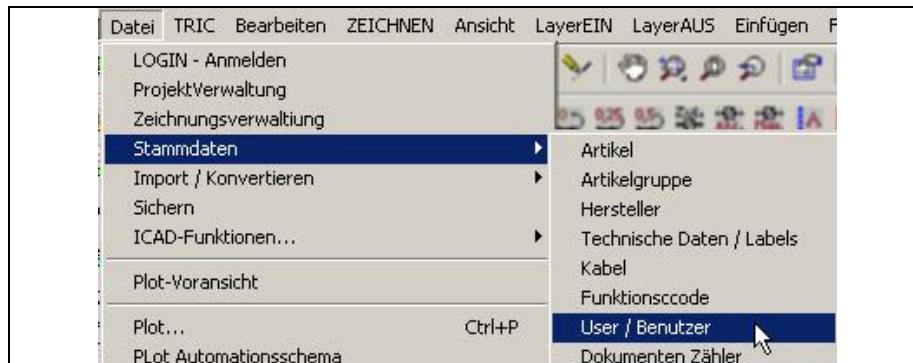 Datei TRIC Bearbeiten ZEICHNEN Ansicht LayerEIN LayerAUS Einfügen F
LOGIN - Anmelden
ProjektVerwaltung
Zeichnungsverwaltiung
Stammdaten
Import / Konvertieren
Sichern
ICAD-Funktionen...
Plot-Voransicht
Plot... Ctrl+P
PLot Automationsschema
Artikel
Artikelgruppe
Hersteller
Technische Daten / Labels
Kabel
Funktionsccode
User / Benutzer
Dokumenten Zähler